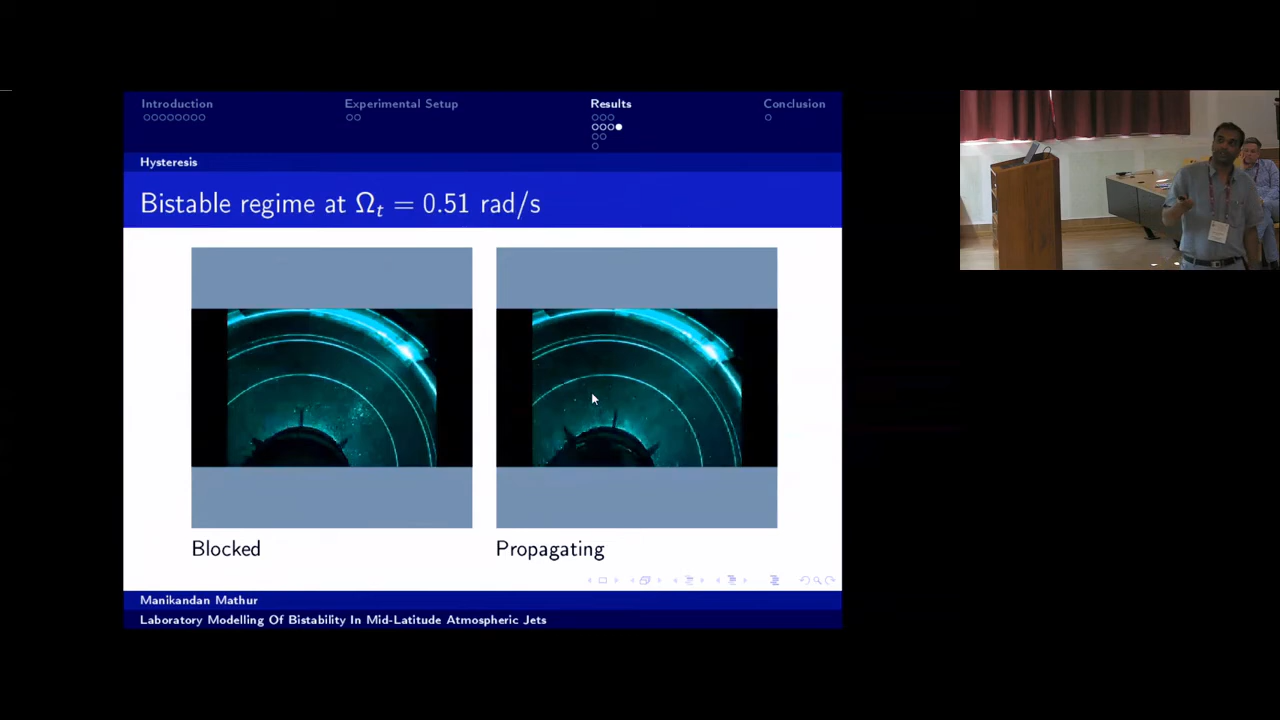 Introduction Experimental Setup Results Conclusion
Hysteresis
Bistable regime at Ωₜ = 0.51 rad/s
Blocked Propagating
Manikandan Mathur
Laboratory Modelling Of Bistability In Mid-Latitude Atmospheric Jets